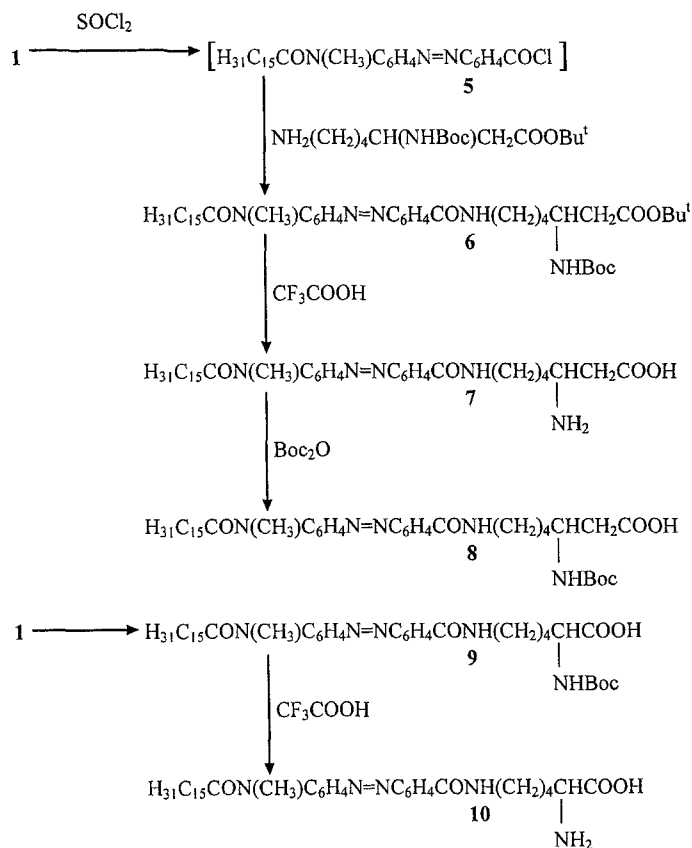 SOCl₂
1 [H₃₁C₁₅CON(CH₃)C₆H₄N=NC₆H₄COCl]
5
NH₂(CH₂)₄CH(NHBoc)CH₂COOBuᵗ
H₃₁C₁₅CON(CH₃)C₆H₄N=NC₆H₄CONH(CH₂)₄CHCH₂COOBuᵗ
6
NHBoc
CF₃COOH
H₃₁C₁₅CON(CH₃)C₆H₄N=NC₆H₄CONH(CH₂)₄CHCH₂COOH
7
NH₂
Boc₂O
H₃₁C₁₅CON(CH₃)C₆H₄N=NC₆H₄CONH(CH₂)₄CHCH₂COOH
8
NHBoc
1 H₃₁C₁₅CON(CH₃)C₆H₄N=NC₆H₄CONH(CH₂)₄CHCOOH
9
NHBoc
CF₃COOH
H₃₁C₁₅CON(CH₃)C₆H₄N=NC₆H₄CONH(CH₂)₄CHCOOH
10
NH₂